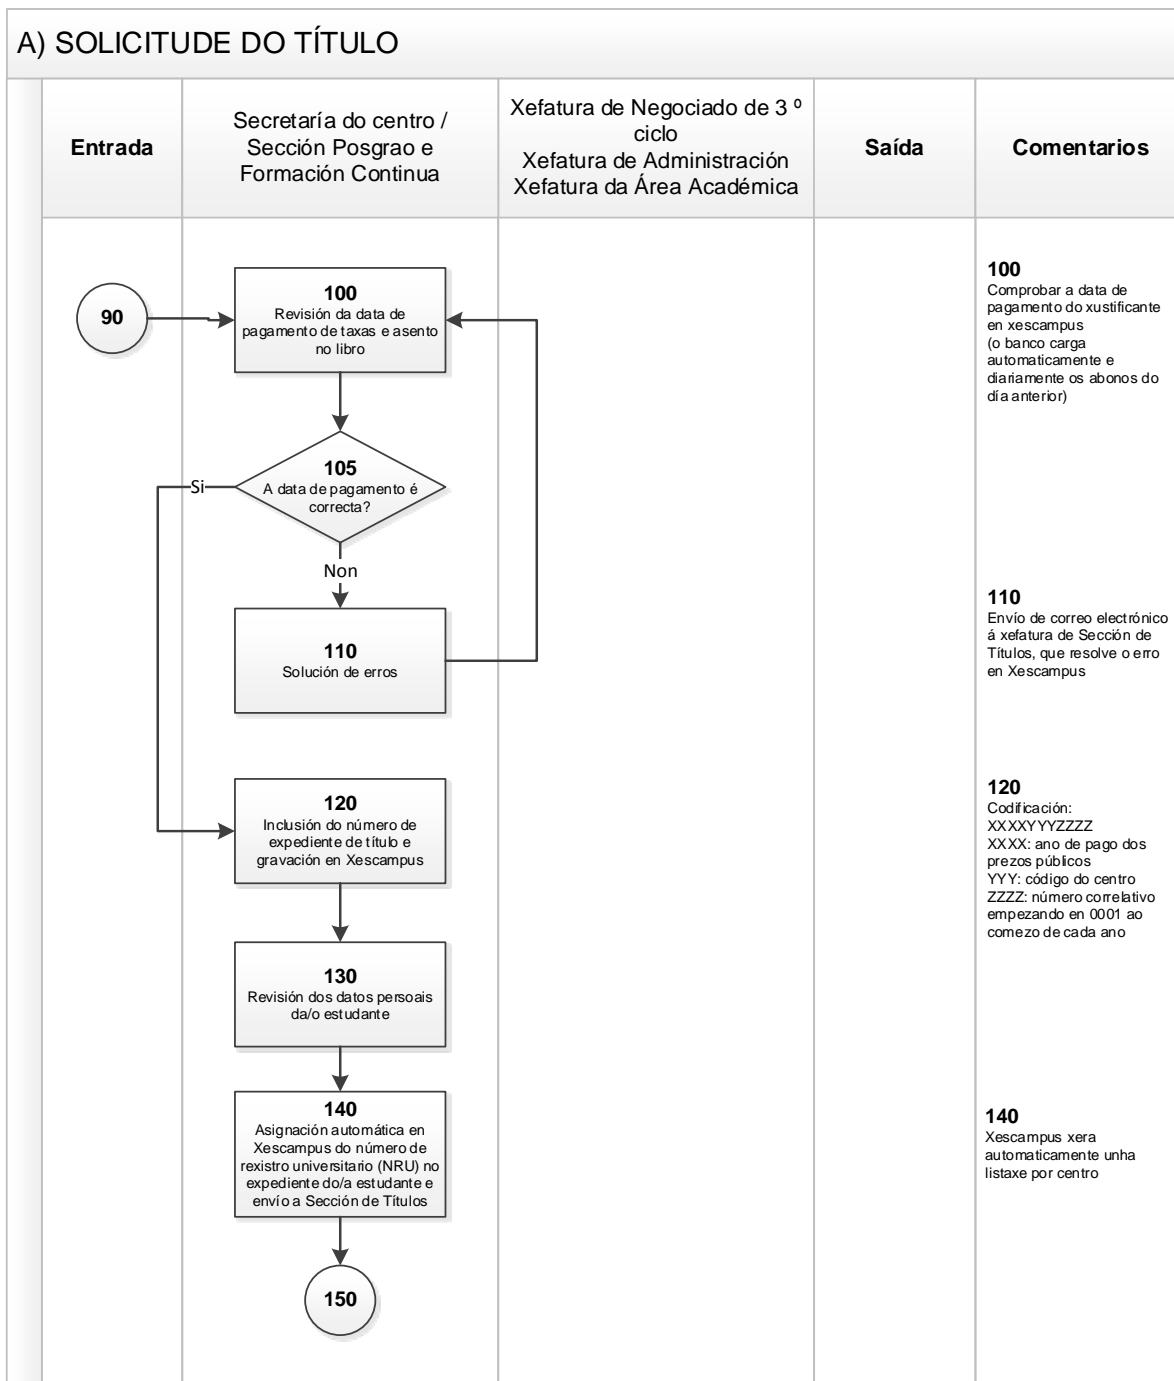 A) SOLICITUDE DO TÍTULO
Entrada
Secretaría do centro /
Sección Posgrao e
Formación Continua
Xefatura de Negociado de 3 º
ciclo
Xefatura de Administración
Xefatura da Área Académica
Saída
Comentarios
90
100
Revisión da data de
pagamento de taxas e asento
no libro
100
Comprobar a data de
pagamento do xustificante
en xescampus
(o banco carga
automaticamente e
diariamente os abonos do
día anterior)
105
A data de pagamento é
correcta?
Si
Non
110
Solución de erros
110
Envío de correo electrónico
á xefatura de Sección de
Títulos, que resolve o erro
en Xescampus
120
Inclusión do número de
expediente de título e
gravación en Xescampus
120
Codificación:
XXXXYYYZZZZ
XXXX: ano de pago dos
prezos públicos
YYY: código do centro
ZZZZ: número correlativo
empezando en 0001 ao
comezo de cada ano
130
Revisión dos datos persoais
da/o estudante
140
Asignación automática en
Xescampus do número de
rexistro universitario (NRU) no
expediente do/a estudante e
envío a Sección de Títulos
140
Xescampus xera
automaticamente unha
listaxe por centro
150